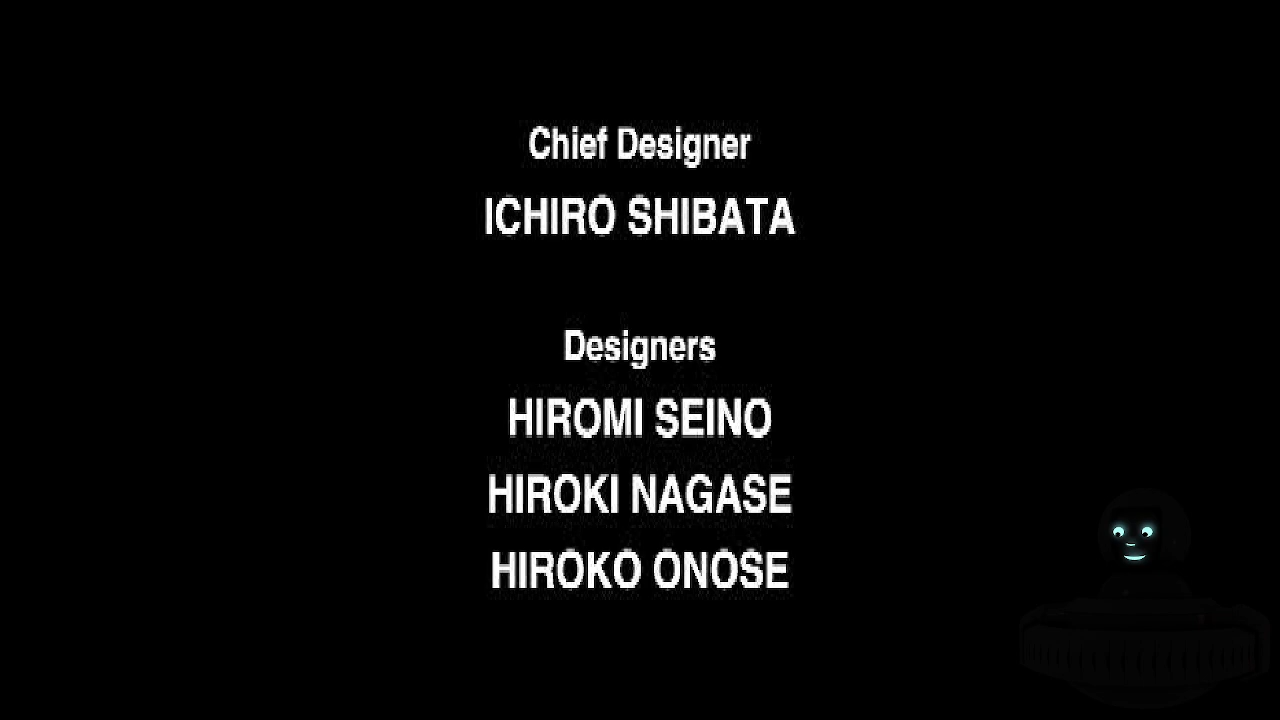 Chief Designer
ICHIRO SHIBATA
Designers
HIROMI SEINO
HIROKI NAGASE
HIROKO ONOSE